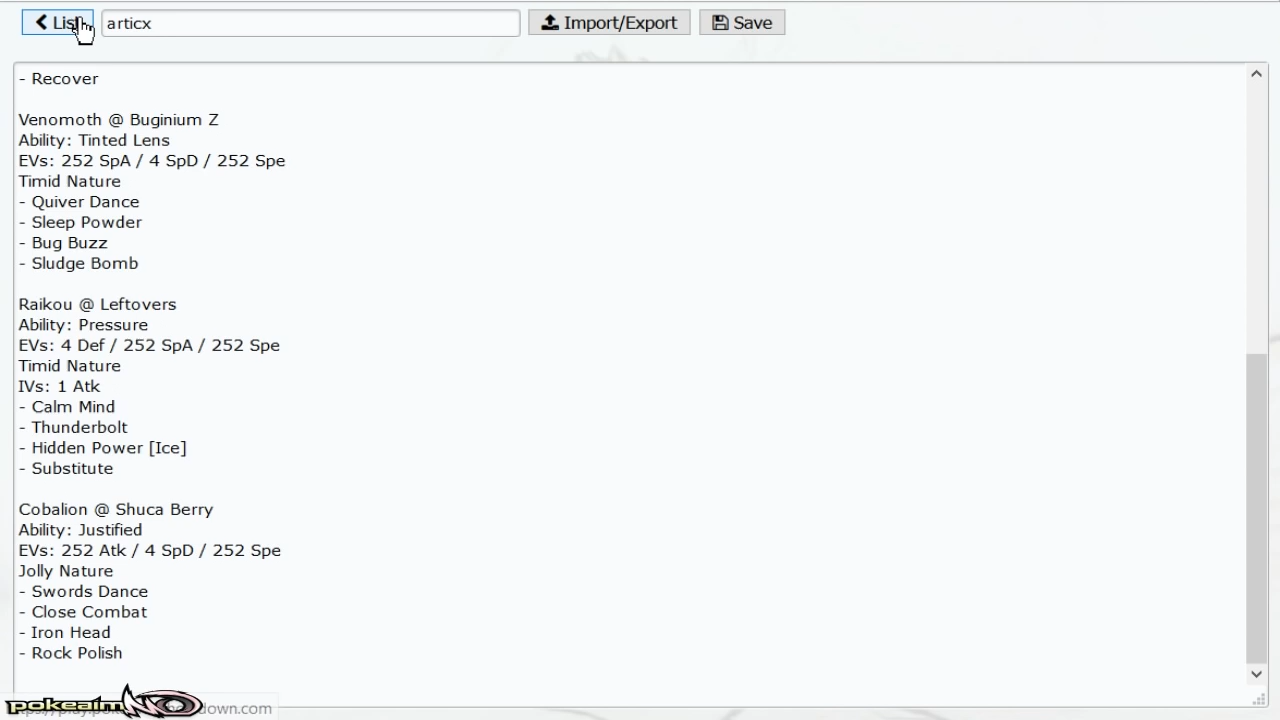 List
articx
Import/Export
Save
- Recover
Venomoth @ Buginium Z
Ability: Tinted Lens
EVs: 252 SpA / 4 SpD / 252 Spe
Timid Nature
- Quiver Dance
- Sleep Powder
- Bug Buzz
- Sludge Bomb
Raikou @ Leftovers
Ability: Pressure
EVs: 4 Def / 252 SpA / 252 Spe
Timid Nature
IVs: 1 Atk
- Calm Mind
- Thunderbolt
- Hidden Power [Ice]
- Substitute
Cobalion @ Shuca Berry
Ability: Justified
EVs: 252 Atk / 4 SpD / 252 Spe
Jolly Nature
- Swords Dance
- Close Combat
- Iron Head
- Rock Polish
pokeaim